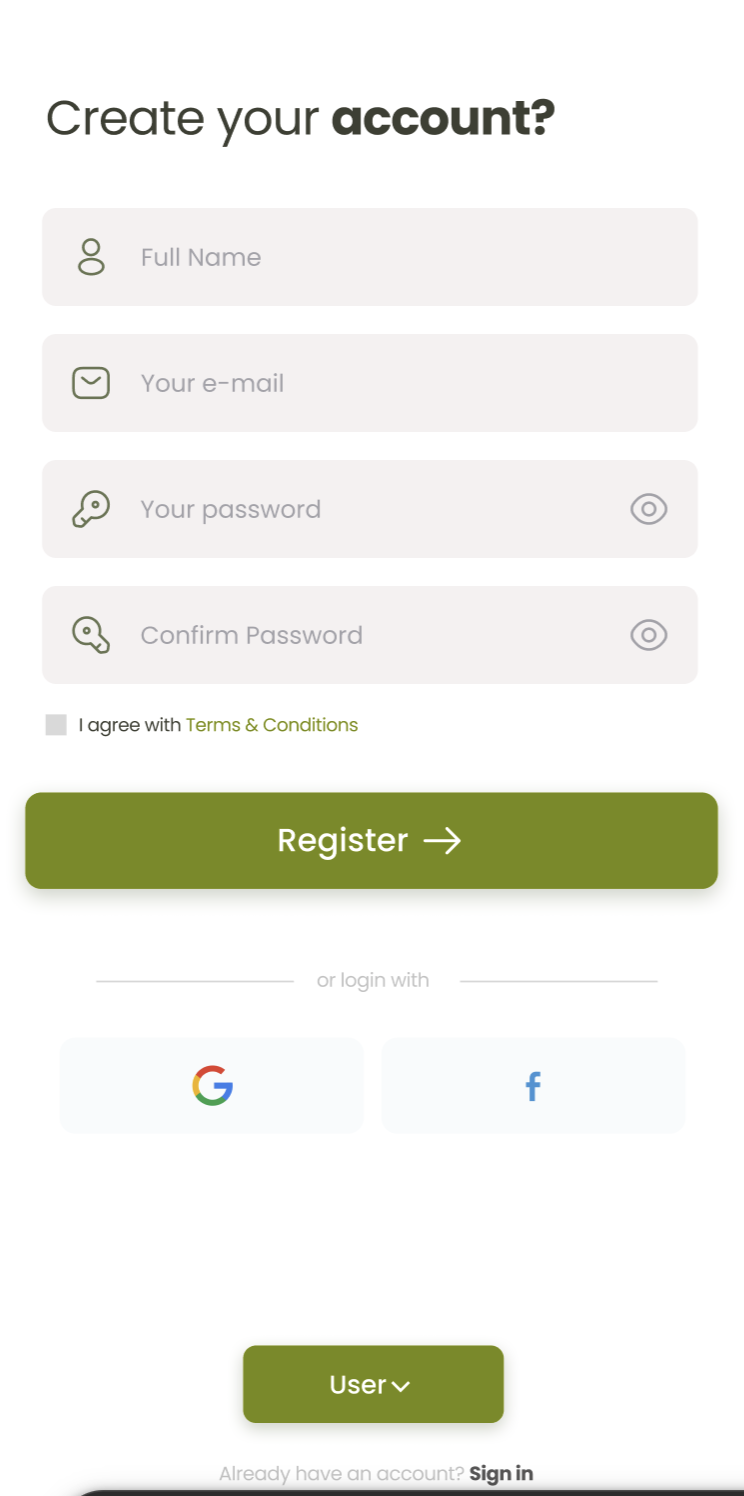 Create your account?
Full Name
Your e-mail
Your password
Confirm Password
I agree with Terms & Conditions
Register
or login with
User
Already have an account? Sign in